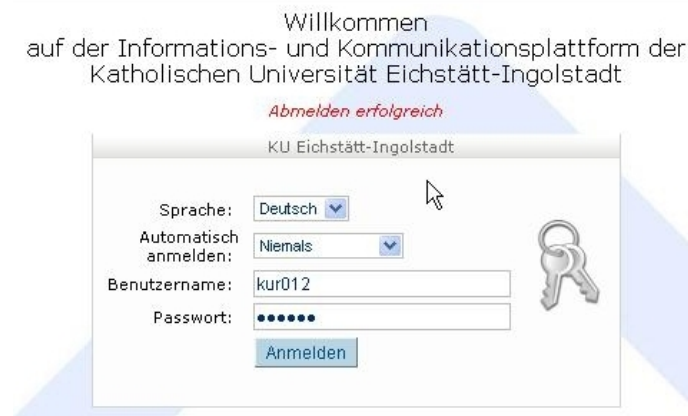 Willkommen
auf der Informations- und Kommunikationsplattform der
Katholischen Universität Eichstätt-Ingolstadt
Abmelden erfolgreich
KU Eichstätt-Ingolstadt
Sprache: Deutsch
Automatisch
anmelden: Niemals
Benutzername: kur012
Passwort: ••••••
Anmelden